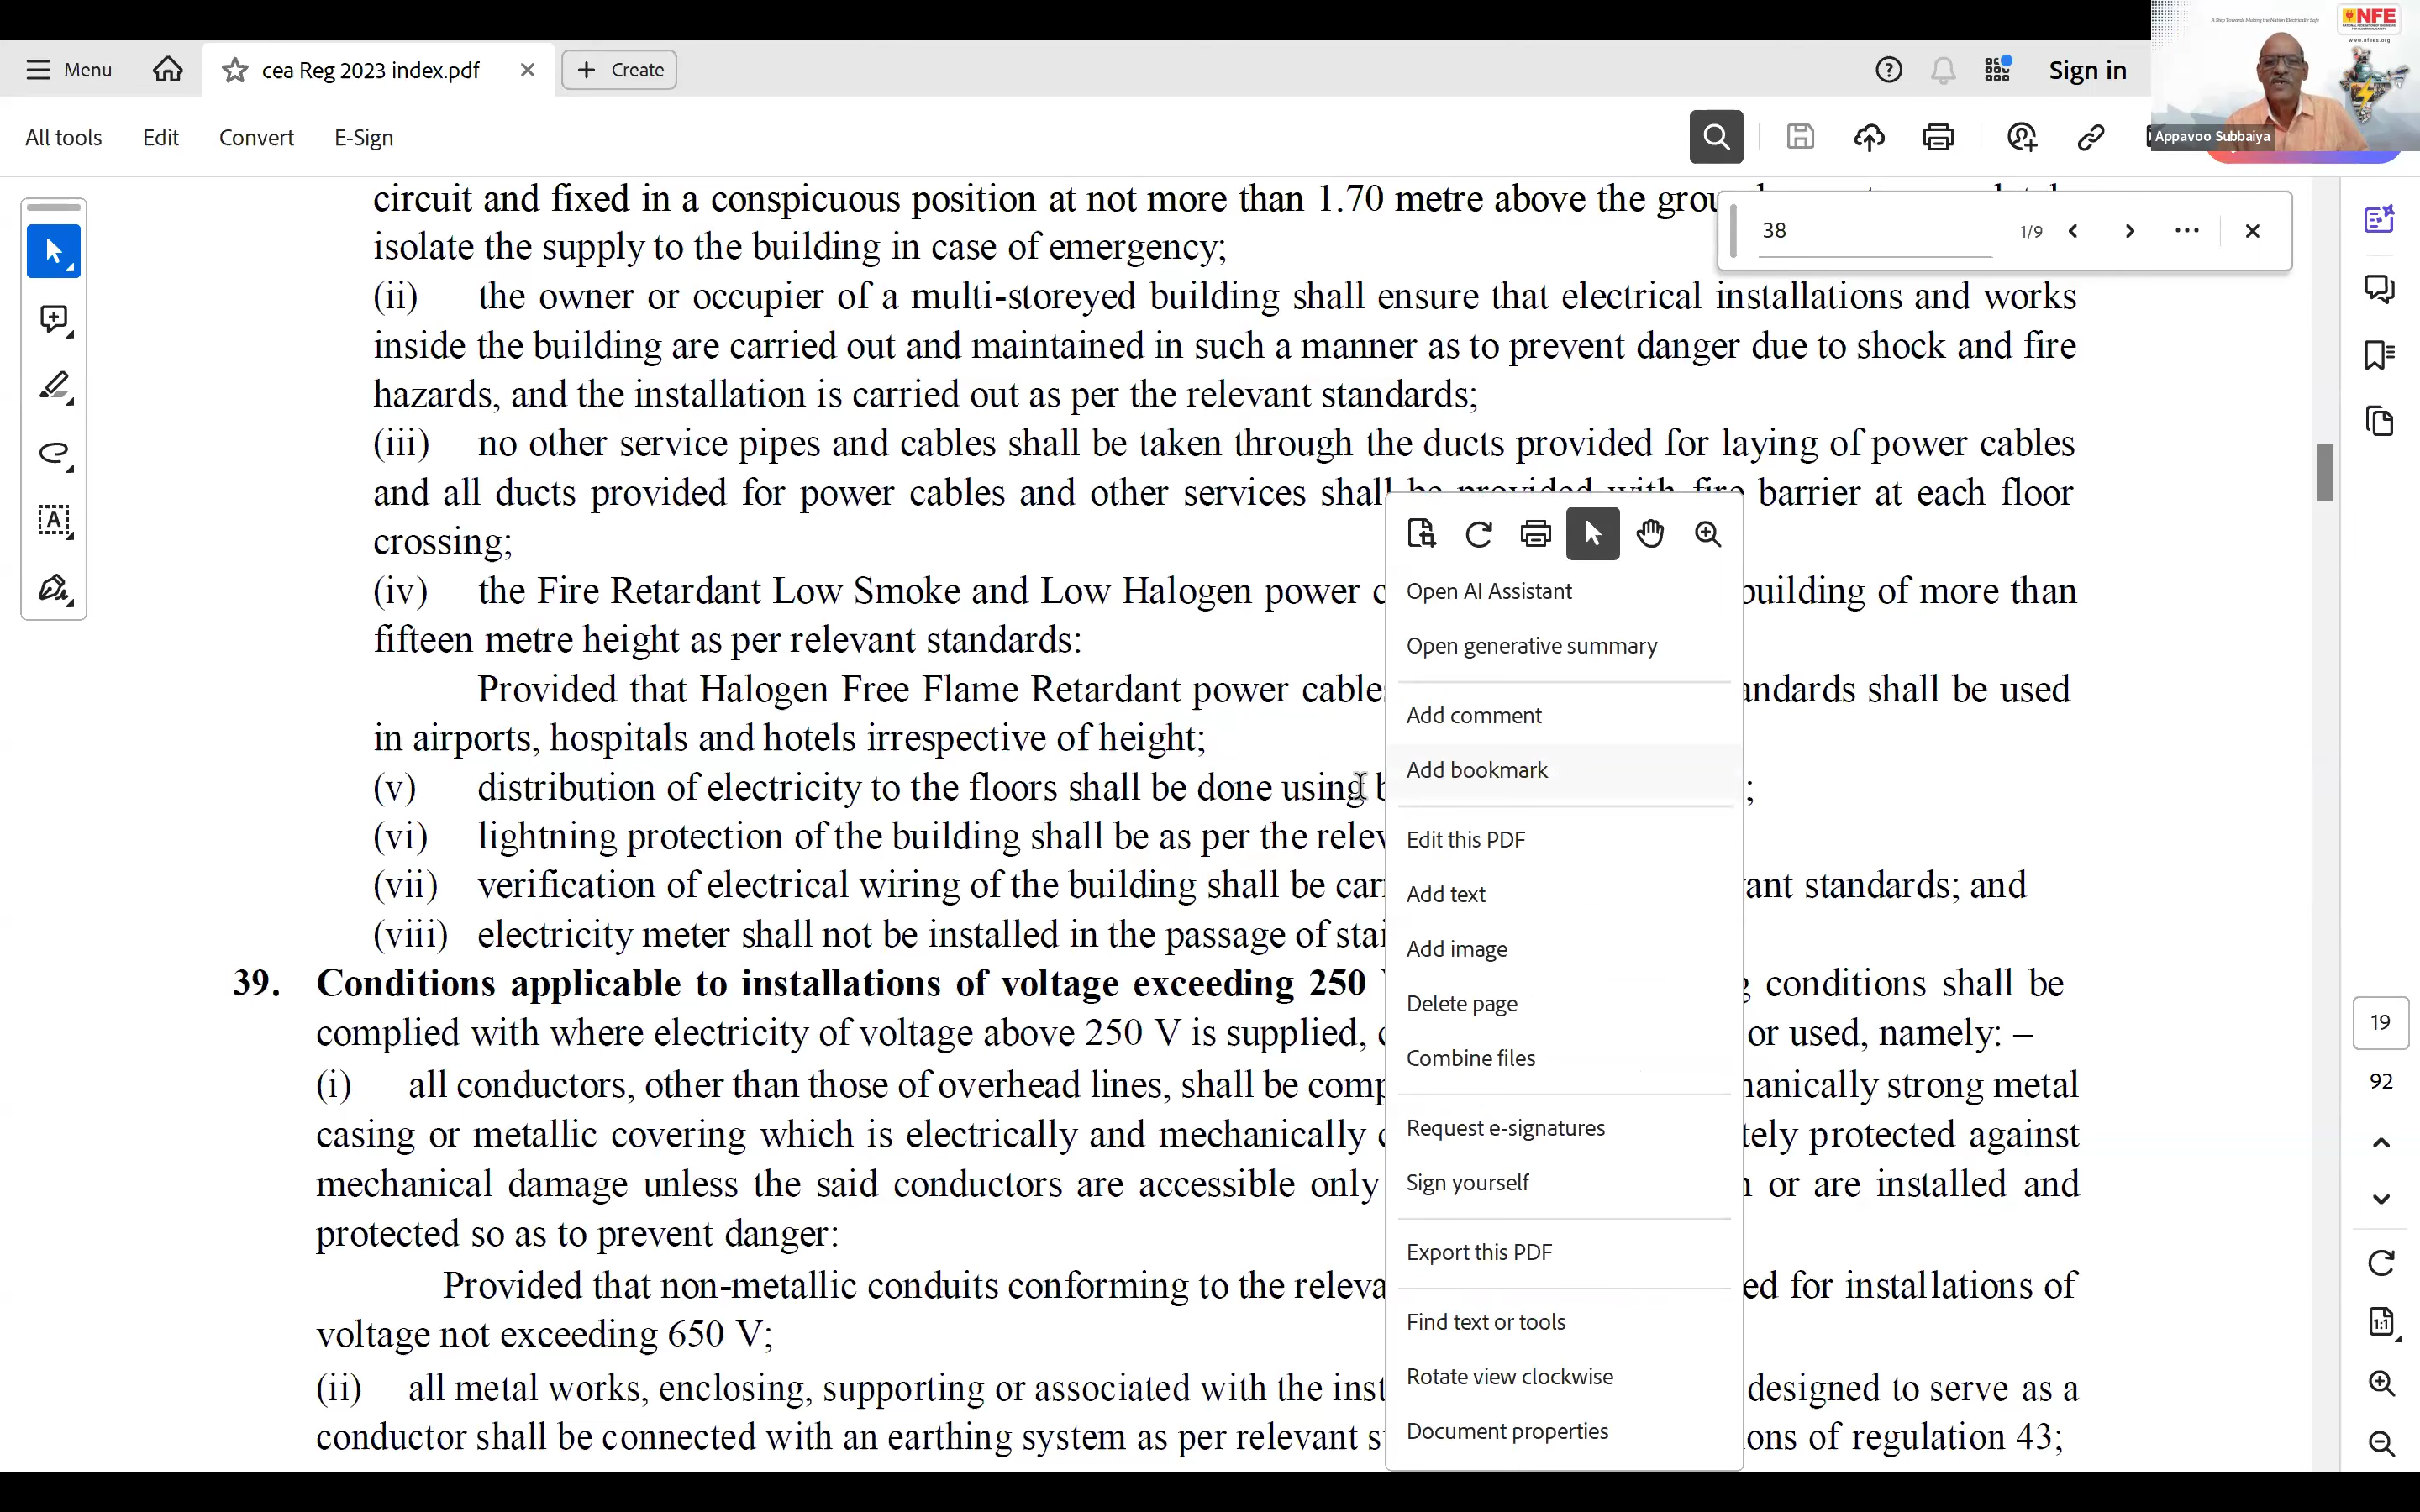 A Step Towards Making the Nation Electrically Safe
NFE
www.nfees.org
Appavoo Subbaiya
Menu
cea Reg 2023 index.pdf
Create
Sign in
All tools
Edit
Convert
E-Sign
38
1/9
circuit and fixed in a conspicuous position at not more than 1.70 metre above the
isolate the supply to the building in case of emergency;
(ii) the owner or occupier of a multi-storeyed building shall ensure that electrical installations and works
inside the building are carried out and maintained in such a manner as to prevent danger due to shock and fire
hazards, and the installation is carried out as per the relevant standards;
(iii) no other service pipes and cables shall be taken through the ducts provided for laying of power cables
and all ducts provided for power cables and other services shall be provided with fire barrier at each floor
crossing;
(iv) the Fire Retardant Low Smoke and Low Halogen power building of more than
fifteen metre height as per relevant standards:
Provided that Halogen Free Flame Retardant power cable andards shall be used
in airports, hospitals and hotels irrespective of height;
(v) distribution of electricity to the floors shall be done using ;
(vi) lightning protection of the building shall be as per the relev
(vii) verification of electrical wiring of the building shall be car ant standards; and
(viii) electricity meter shall not be installed in the passage of stai
39. Conditions applicable to installations of voltage exceeding 250 conditions shall be
complied with where electricity of voltage above 250 V is supplied, or used, namely: –
(i) all conductors, other than those of overhead lines, shall be comp hanically strong metal
casing or metallic covering which is electrically and mechanically tely protected against
mechanical damage unless the said conductors are accessible only or are installed and
protected so as to prevent danger:
Provided that non-metallic conduits conforming to the releva ed for installations of
voltage not exceeding 650 V;
(ii) all metal works, enclosing, supporting or associated with the inst designed to serve as a
conductor shall be connected with an earthing system as per relevant s ons of regulation 43;
Open AI Assistant
Open generative summary
Add comment
Add bookmark
Edit this PDF
Add text
Add image
Delete page
Combine files
Request e-signatures
Sign yourself
Export this PDF
Find text or tools
Rotate view clockwise
Document properties
19
92